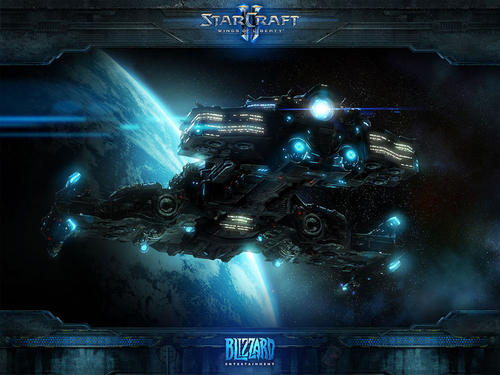 STARCRAFT
II
WINGS OF LIBERTY
BLIZZARD
ENTERTAINMENT